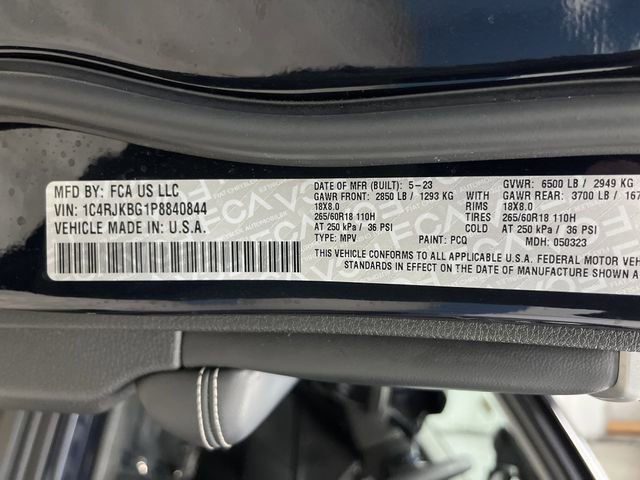 MFD BY: FCA US LLC
VIN: 1C4RJKBG1P8840844
VEHICLE MADE IN: U.S.A.
DATE OF MFR (BUILT): 5-23 GVWR: 6500 LB / 2949 KG
GAWR FRONT: 2850 LB / 1293 KG WITH GAWR REAR: 3700 LB / 167
18X8.0 RIMS 18X8.0
265/60R18 110H TIRES 265/60R18 110H
AT 250 kPa / 36 PSI COLD AT 250 kPa / 36 PSI
TYPE: MPV PAINT: PCQ MDH: 050323
THIS VEHICLE CONFORMS TO ALL APPLICABLE U.S.A. FEDERAL MOTOR VEH
STANDARDS IN EFFECT ON THE DATE OF MANUFACTURE SHOWN A